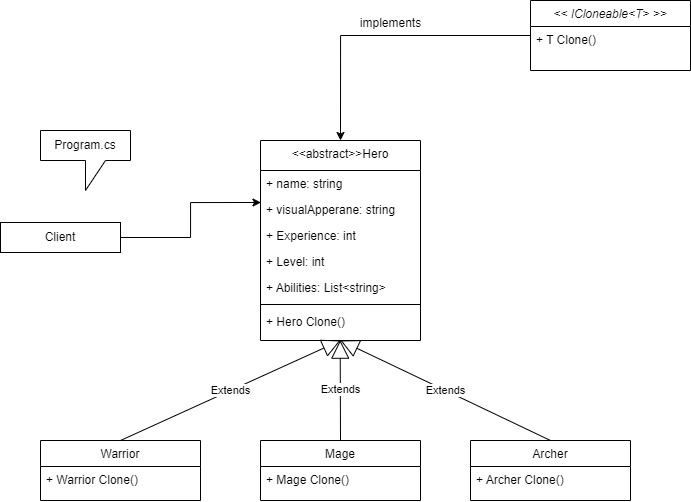 << ICloneable<T> >>
+ T Clone()
implements
Program.cs
Client
<<abstract>>Hero
+ name: string
+ visualApperane: string
+ Experience: int
+ Level: int
+ Abilities: List<string>
+ Hero Clone()
Extends
Extends
Extends
Warrior
+ Warrior Clone()
Mage
+ Mage Clone()
Archer
+ Archer Clone()